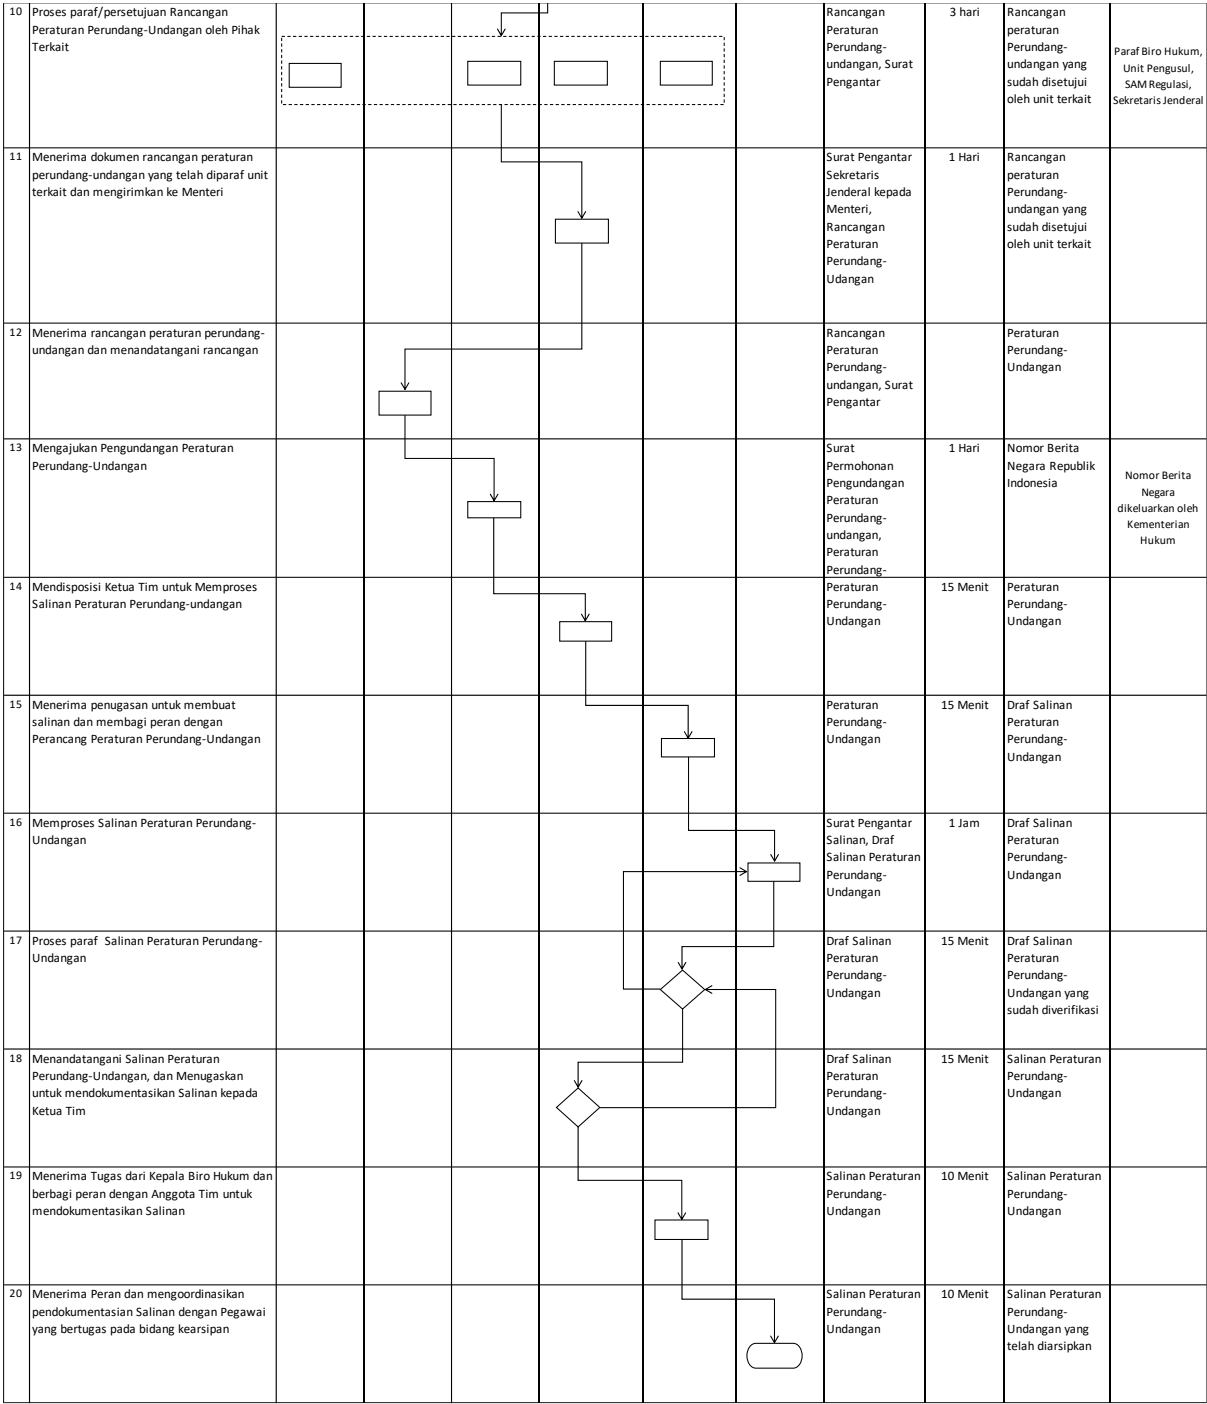 10
Proses paraf/persetujuan Rancangan
Peraturan Perundang-Undangan oleh Pihak
Terkait
Rancangan
Peraturan
Perundang-
undangan, Surat
Pengantar
3 hari
Rancangan
peraturan
Perundang-
undangan yang
sudah disetujui
oleh unit terkait
Paraf Biro Hukum,
Unit Pengusul,
SAM Regulasi,
Sekretaris Jenderal
11
Menerima dokumen rancangan peraturan
perundang-undangan yang telah diparaf unit
terkait dan mengirimkan ke Menteri
Surat Pengantar
Sekretaris
Jenderal kepada
Menteri,
Rancangan
Peraturan
Perundang-
Udangan
1 Hari
Rancangan
peraturan
Perundang-
undangan yang
sudah disetujui
oleh unit terkait
12
Menerima rancangan peraturan perundang-
undangan dan menandatangani rancangan
Rancangan
Peraturan
Perundang-
undangan, Surat
Pengantar
Peraturan
Perundang-
Undangan
13
Mengajukan Pengundangan Peraturan
Perundang-Undangan
Surat
Permohonan
Pengundangan
Peraturan
Perundang-
undangan,
Peraturan
Perundang-
1 Hari
Nomor Berita
Negara Republik
Indonesia
Nomor Berita
Negara
dikeluarkan oleh
Kementerian
Hukum
14
Mendisposisi Ketua Tim untuk Memproses
Salinan Peraturan Perundang-undangan
Peraturan
Perundang-
Undangan
15 Menit
Peraturan
Perundang-
Undangan
15
Menerima penugasan untuk membuat
salinan dan membagi peran dengan
Perancang Peraturan Perundang-Undangan
Peraturan
Perundang-
Undangan
15 Menit
Draf Salinan
Peraturan
Perundang-
Undangan
16
Memproses Salinan Peraturan Perundang-
Undangan
Surat Pengantar
Salinan, Draf
Salinan Peraturan
Perundang-
Undangan
1 Jam
Draf Salinan
Peraturan
Perundang-
Undangan
17
Proses paraf  Salinan Peraturan Perundang-
Undangan
Draf Salinan
Peraturan
Perundang-
Undangan
15 Menit
Draf Salinan
Peraturan
Perundang-
Undangan yang
sudah diverifikasi
18
Menandatangani Salinan Peraturan
Perundang-Undangan, dan Menugaskan
untuk mendokumentasikan Salinan kepada
Ketua Tim
Draf Salinan
Peraturan
Perundang-
Undangan
15 Menit
Salinan Peraturan
Perundang-
Undangan
19
Menerima Tugas dari Kepala Biro Hukum dan
berbagi peran dengan Anggota Tim untuk
mendokumentasikan Salinan
Salinan Peraturan
Perundang-
Undangan
10 Menit
Salinan Peraturan
Perundang-
Undangan
20
Menerima Peran dan mengoordinasikan
pendokumentasian Salinan dengan Pegawai
yang bertugas pada bidang kearsipan
Salinan Peraturan
Perundang-
Undangan
10 Menit
Salinan Peraturan
Perundang-
Undangan yang
telah diarsipkan